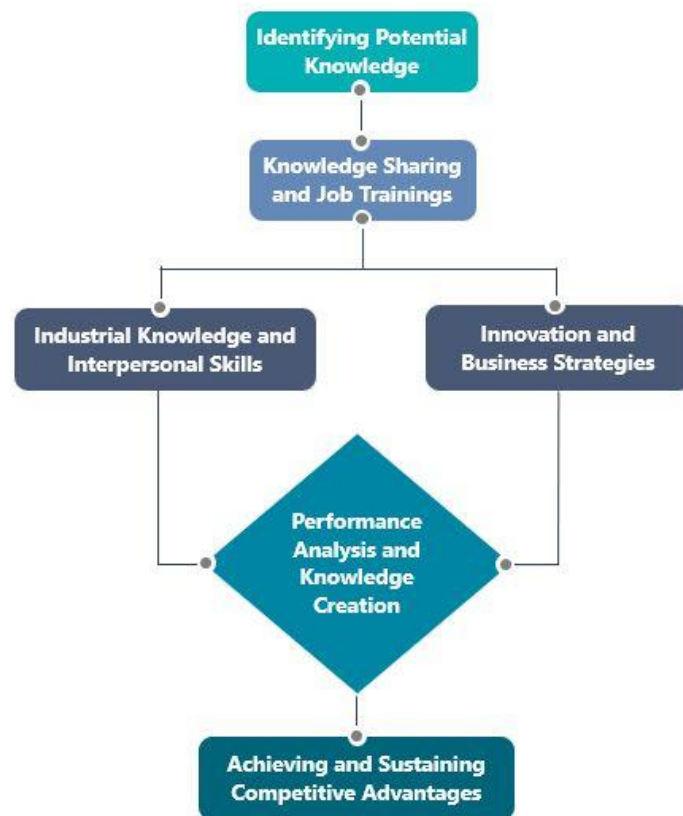 Identifying Potential
Knowledge
Knowledge Sharing
and Job Trainings
Industrial Knowledge and
Interpersonal Skills
Innovation and
Business Strategies
Performance
Analysis and
Knowledge
Creation
Achieving and Sustaining
Competitive Advantages